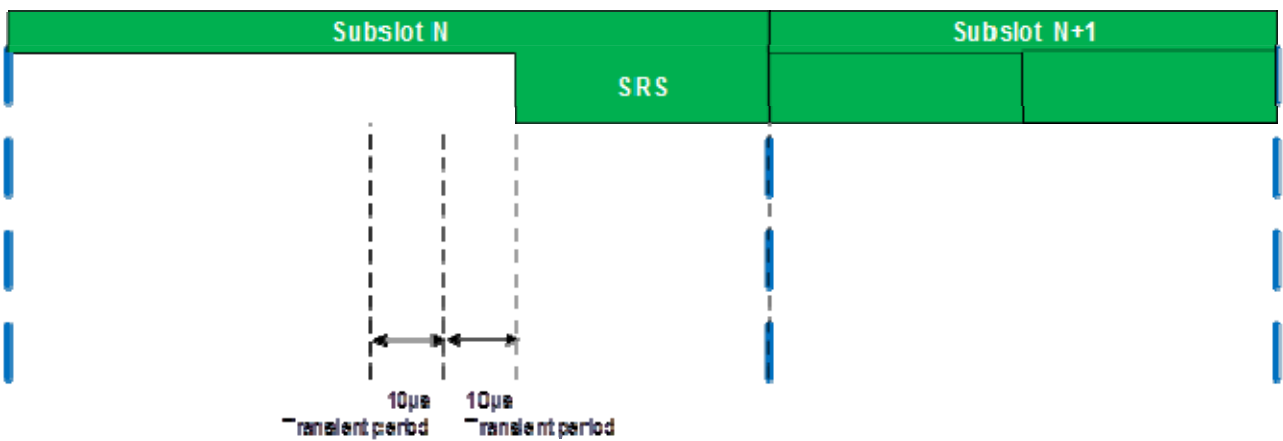 Subslot N
Subslot N+1
SRS
10µs
10µs
Transient period
Transient period